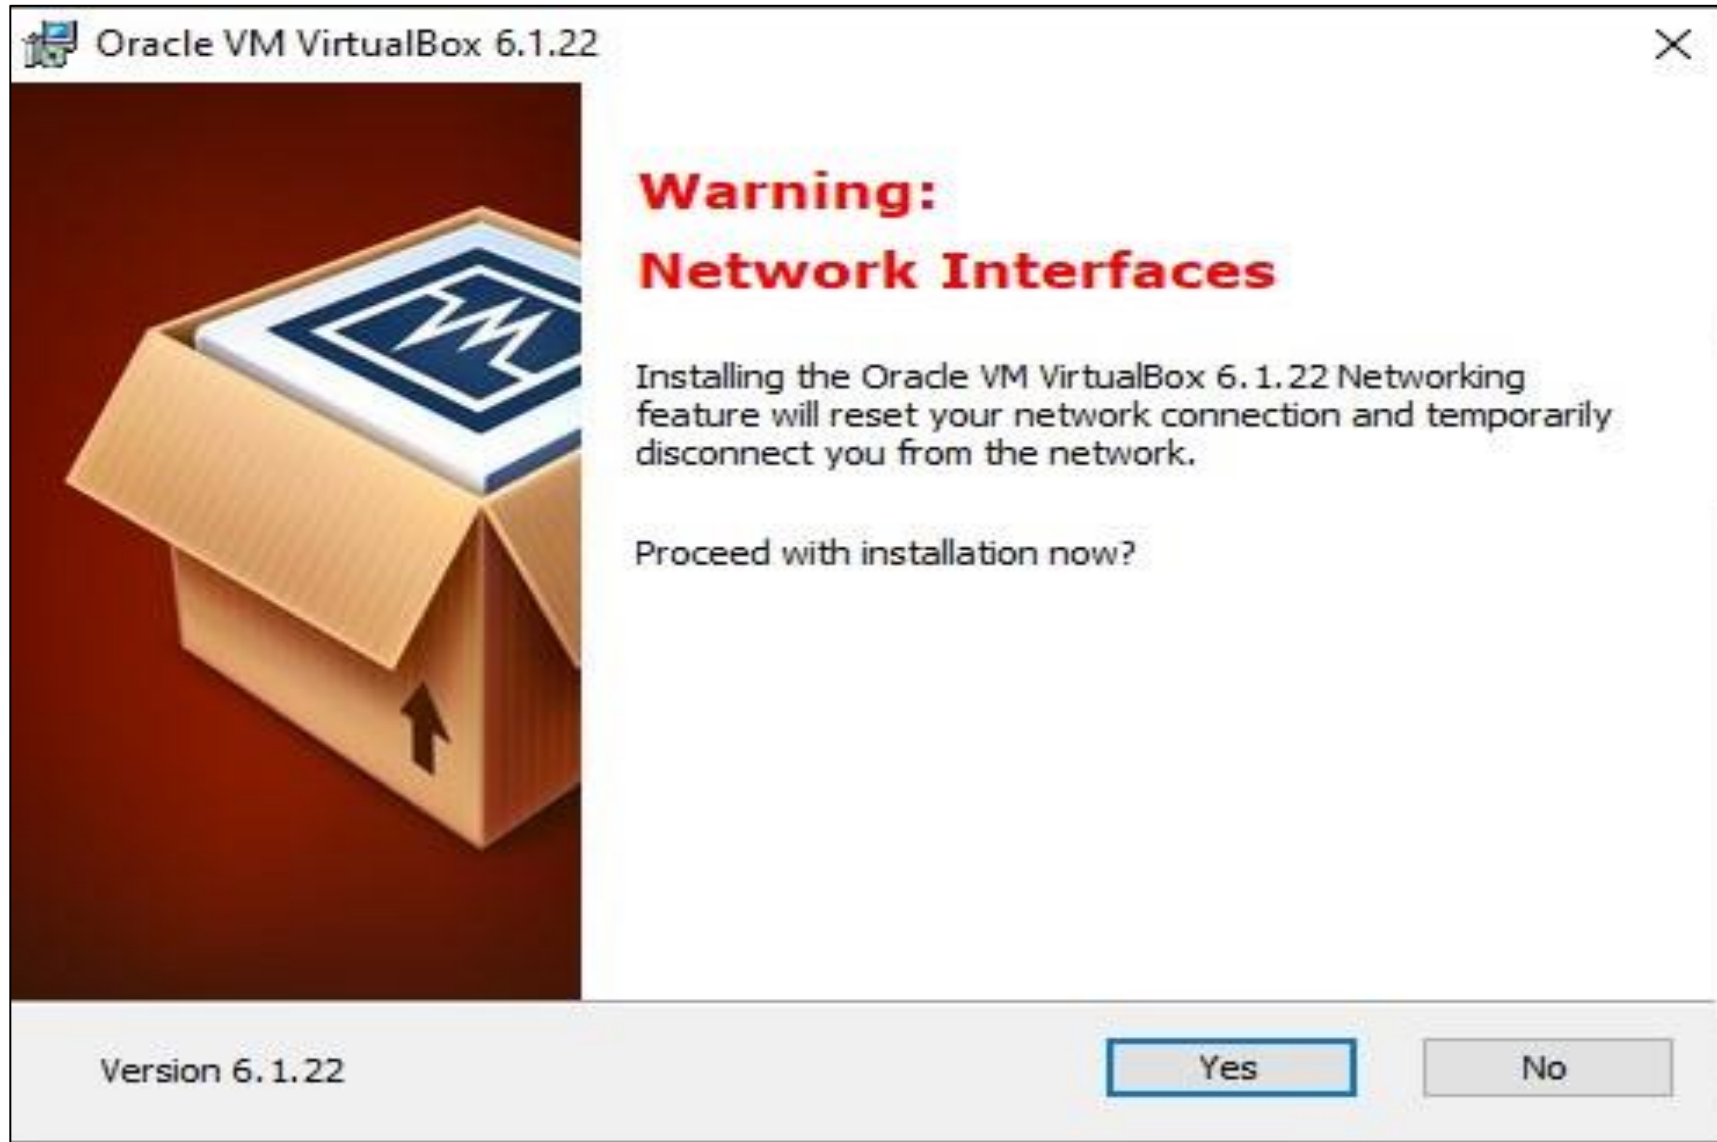 Oracle VM VirtualBox 6.1.22
Warning:
Network Interfaces
Installing the Oracle VM VirtualBox 6.1.22 Networking
feature will reset your network connection and temporarily
disconnect you from the network.
Proceed with installation now?
Version 6.1.22
Yes
No